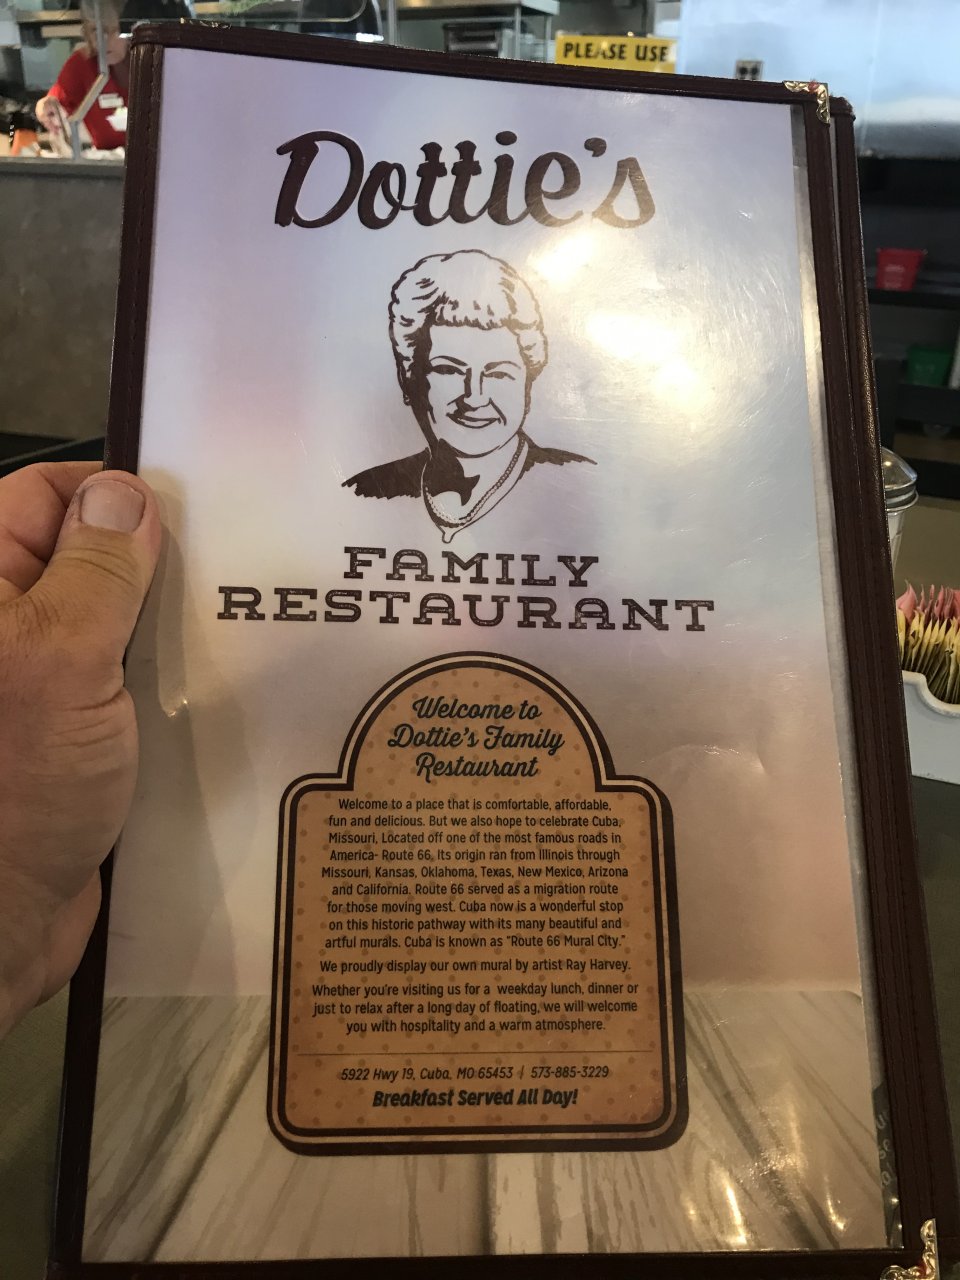 PLEASE USE
Dottie's
FAMILY
RESTAURANT
Welcome to
Dottie's Family
Restaurant
Welcome to a place that is comfortable, affordable,
fun and delicious. But we also hope to celebrate Cuba,
Missouri, Located off one of the most famous roads in
America- Route 66. Its origin ran from Illinois through
Missouri, Kansas, Oklahoma, Texas, New Mexico, Arizona
and California. Route 66 served as a migration route
for those moving west. Cuba now is a wonderful stop
on this historic pathway with its many beautiful and
artful murals. Cuba is known as "Route 66 Mural City."
We proudly display our own mural by artist Ray Harvey.
Whether you're visiting us for a weekday lunch, dinner or
just to relax after a long day of floating, we will welcome
you with hospitality and a warm atmosphere.
5922 Hwy 19, Cuba, MO 65453 / 573-885-3229
Breakfast Served All Day!